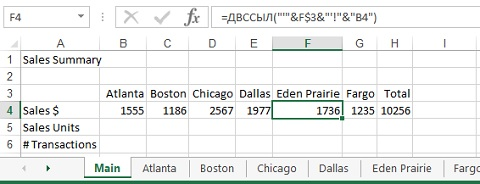 F4 fx =ДВССЫЛ("'"&F$3&"'!"&"B4")
A B C D E F G H I
1 Sales Summary
2
3 Atlanta Boston Chicago Dallas Eden Prairie Fargo Total
4 Sales $ 1555 1186 2567 1977 1736 1235 10256
5 Sales Units
6 # Transactions
Main Atlanta Boston Chicago Dallas Eden Prairie Fargo